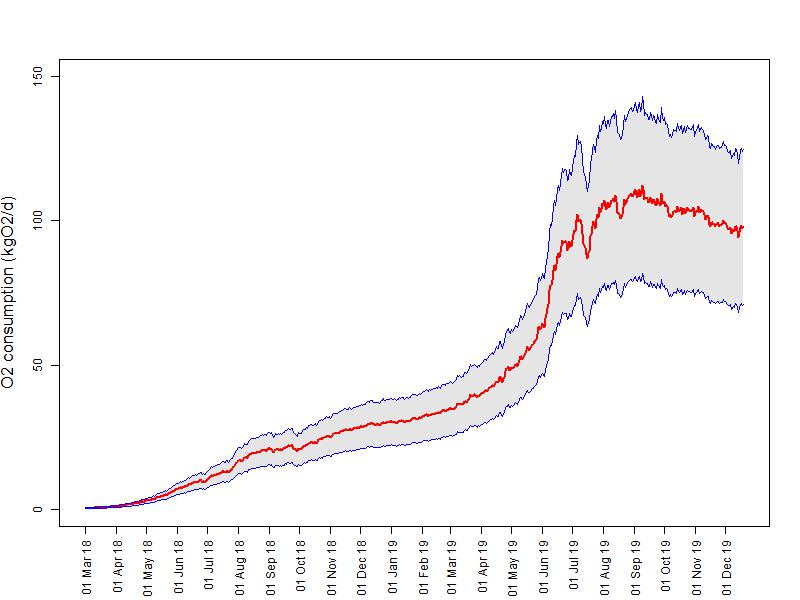 O2 consumption (kgO2/d)
150
100
50
0
01 Mar 18
01 Apr 18
01 May 18
01 Jun 18
01 Jul 18
01 Aug 18
01 Sep 18
01 Oct 18
01 Nov 18
01 Dec 18
01 Jan 19
01 Feb 19
01 Mar 19
01 Apr 19
01 May 19
01 Jun 19
01 Jul 19
01 Aug 19
01 Sep 19
01 Oct 19
01 Nov 19
01 Dec 19